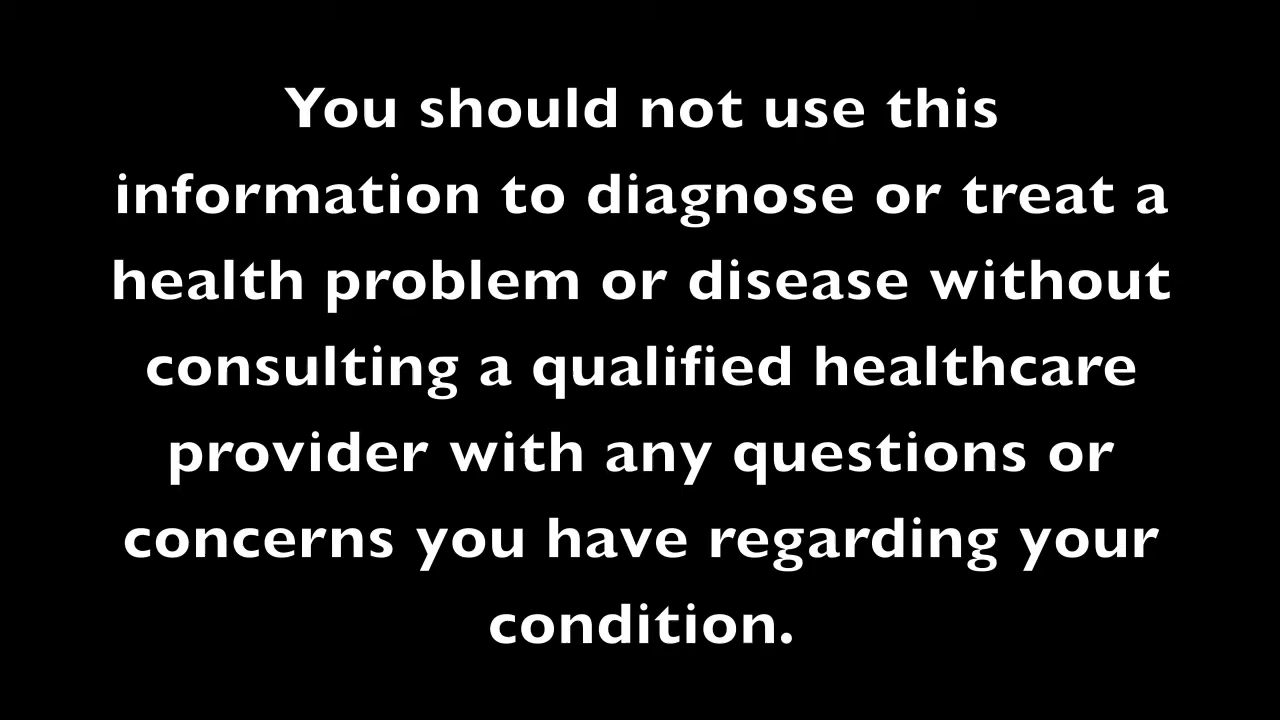 You should not use this
information to diagnose or treat a
health problem or disease without
consulting a qualified healthcare
provider with any questions or
concerns you have regarding your
condition.